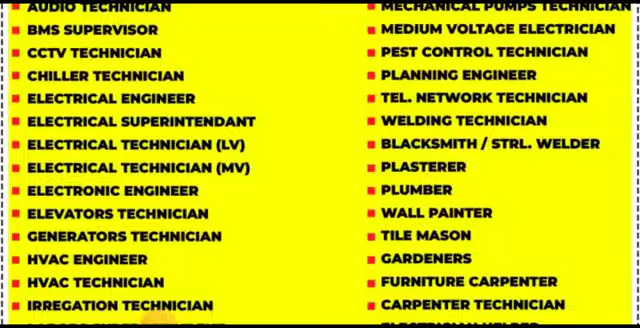 AUDIO TECHNICIAN
BMS SUPERVISOR
CCTV TECHNICIAN
CHILLER TECHNICIAN
ELECTRICAL ENGINEER
ELECTRICAL SUPERINTENDANT
ELECTRICAL TECHNICIAN (LV)
ELECTRICAL TECHNICIAN (MV)
ELECTRONIC ENGINEER
ELEVATORS TECHNICIAN
GENERATORS TECHNICIAN
HVAC ENGINEER
HVAC TECHNICIAN
IRREGATION TECHNICIAN
MECHANICAL PUMPS TECHNICIAN
MEDIUM VOLTAGE ELECTRICIAN
PEST CONTROL TECHNICIAN
PLANNING ENGINEER
TEL. NETWORK TECHNICIAN
WELDING TECHNICIAN
BLACKSMITH / STRL. WELDER
PLASTERER
PLUMBER
WALL PAINTER
TILE MASON
GARDENERS
FURNITURE CARPENTER
CARPENTER TECHNICIAN